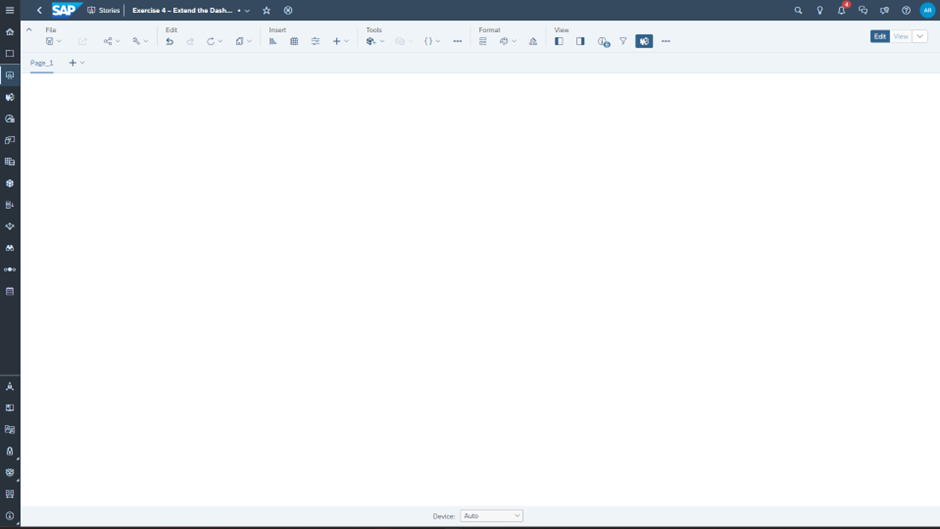 SAP Stories Exercise 4 – Extend the Dash... 4 AR
File Edit Insert Tools Format View
Edit View
Page_1
Device: Auto